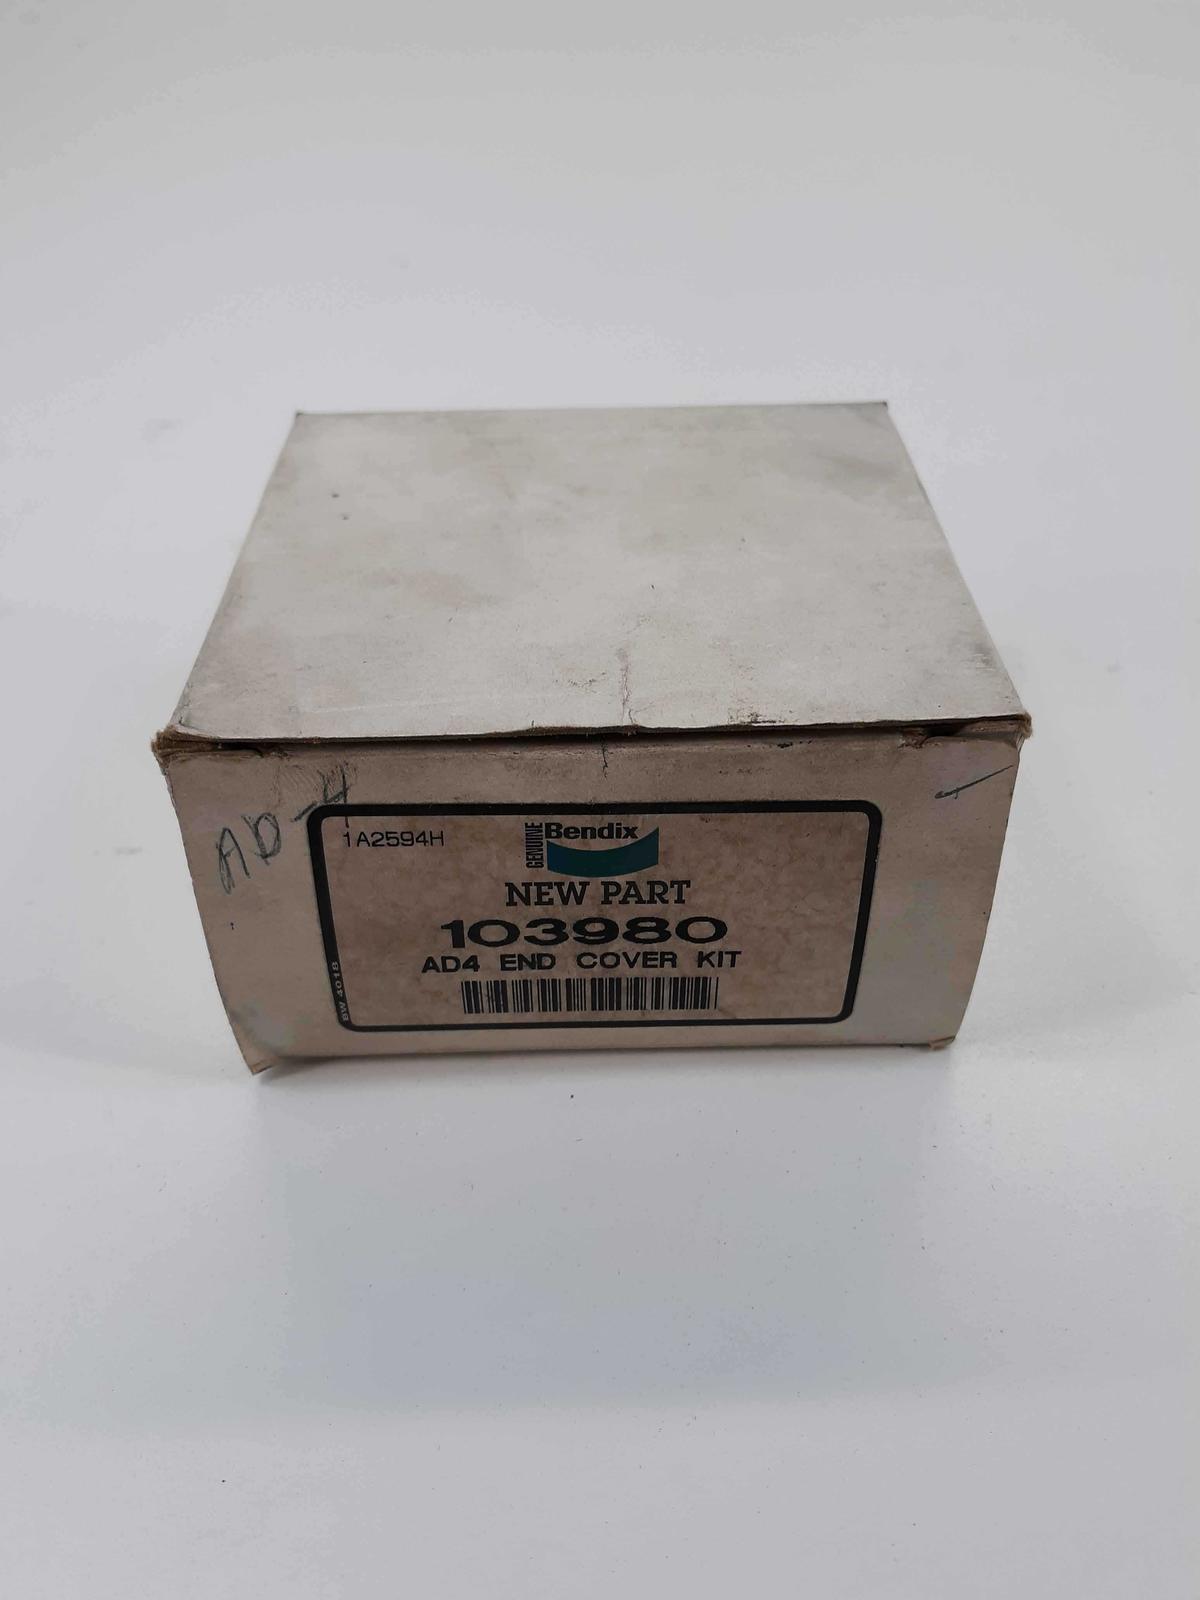 AD-4
1A2594H
GENUINE
Bendix
NEW PART
103980
AD4 END COVER KIT
BW 4018